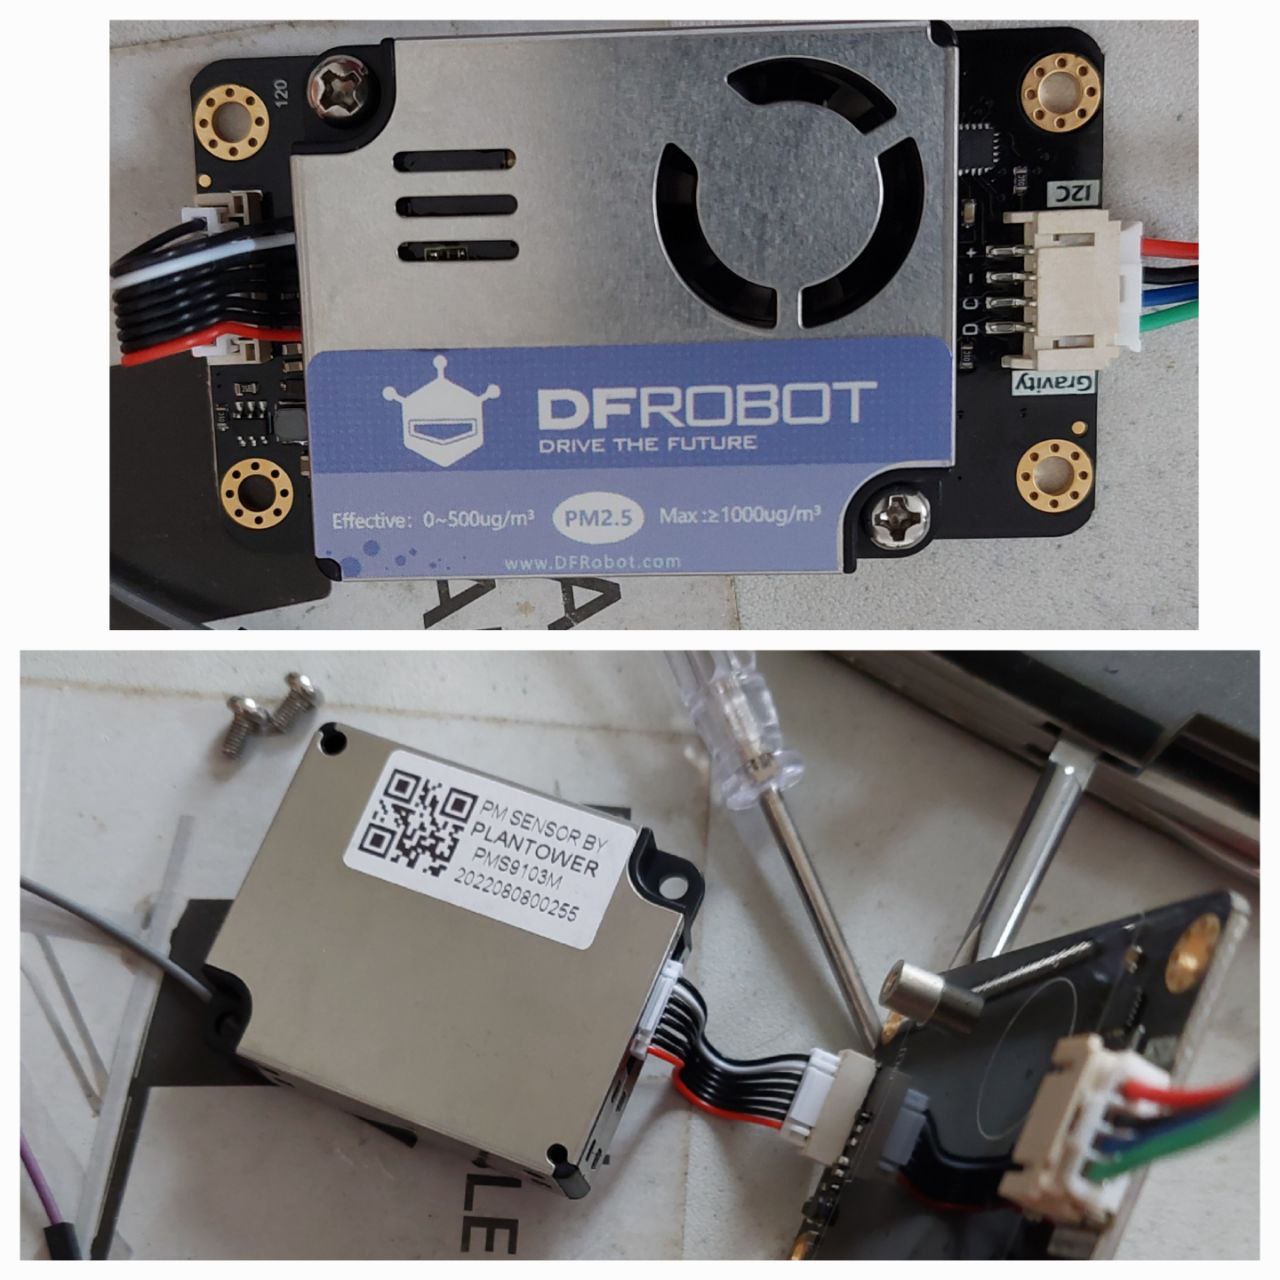 120
I2C
+
-
C
D
Gravity
DFROBOT
DRIVE THE FUTURE
Effective: 0~500ug/m³ PM2.5 Max :≥1000ug/m³
www.DFRobot.com
PM SENSOR BY
PLANTOWER
PMS9103M
2022080800255
LE